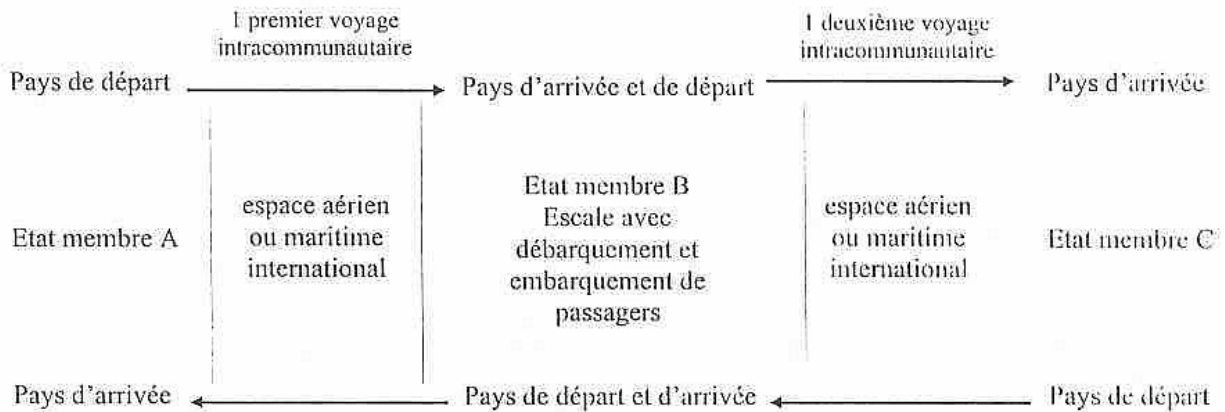 1 premier voyage
intracommunautaire
1 deuxième voyage
intracommunautaire
Pays de départ
Pays d'arrivée et de départ
Pays d'arrivée
Etat membre A
espace aérien
ou maritime
international
Etat membre B
Escale avec
débarquement et
embarquement de
passagers
espace aérien
ou maritime
international
Etat membre C
Pays d'arrivée
Pays de départ et d'arrivée
Pays de départ